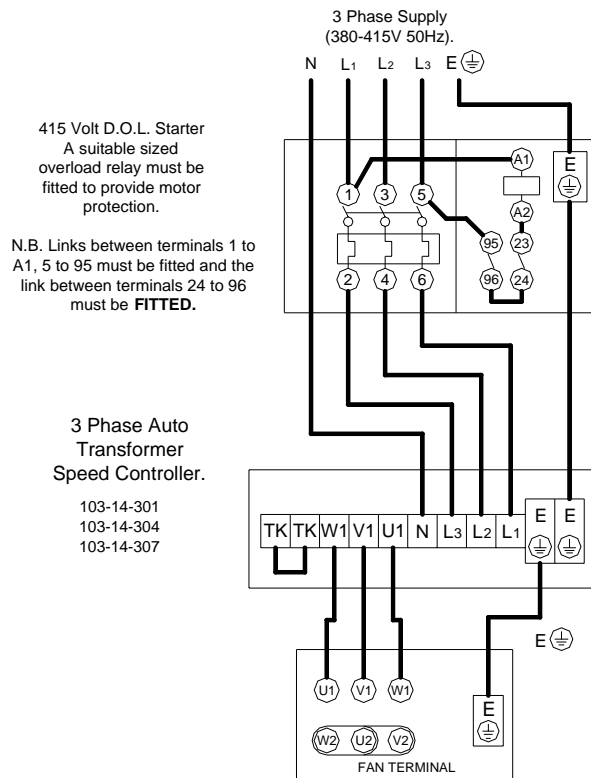 3 Phase Supply
(380-415V 50Hz).
N L1 L2 L3 E
415 Volt D.O.L. Starter
A suitable sized
overload relay must be
fitted to provide motor
protection.
N.B. Links between terminals 1 to
A1, 5 to 95 must be fitted and the
link between terminals 24 to 96
must be FITTED.
A1 E
1 3 5
A2
95 23
96 24
2 4 6
3 Phase Auto
Transformer
Speed Controller.
103-14-301
103-14-304
103-14-307
TK TK W1 V1 U1 N L3 L2 L1 E E
E
U1 V1 W1 E
W2 U2 V2
FAN TERMINAL